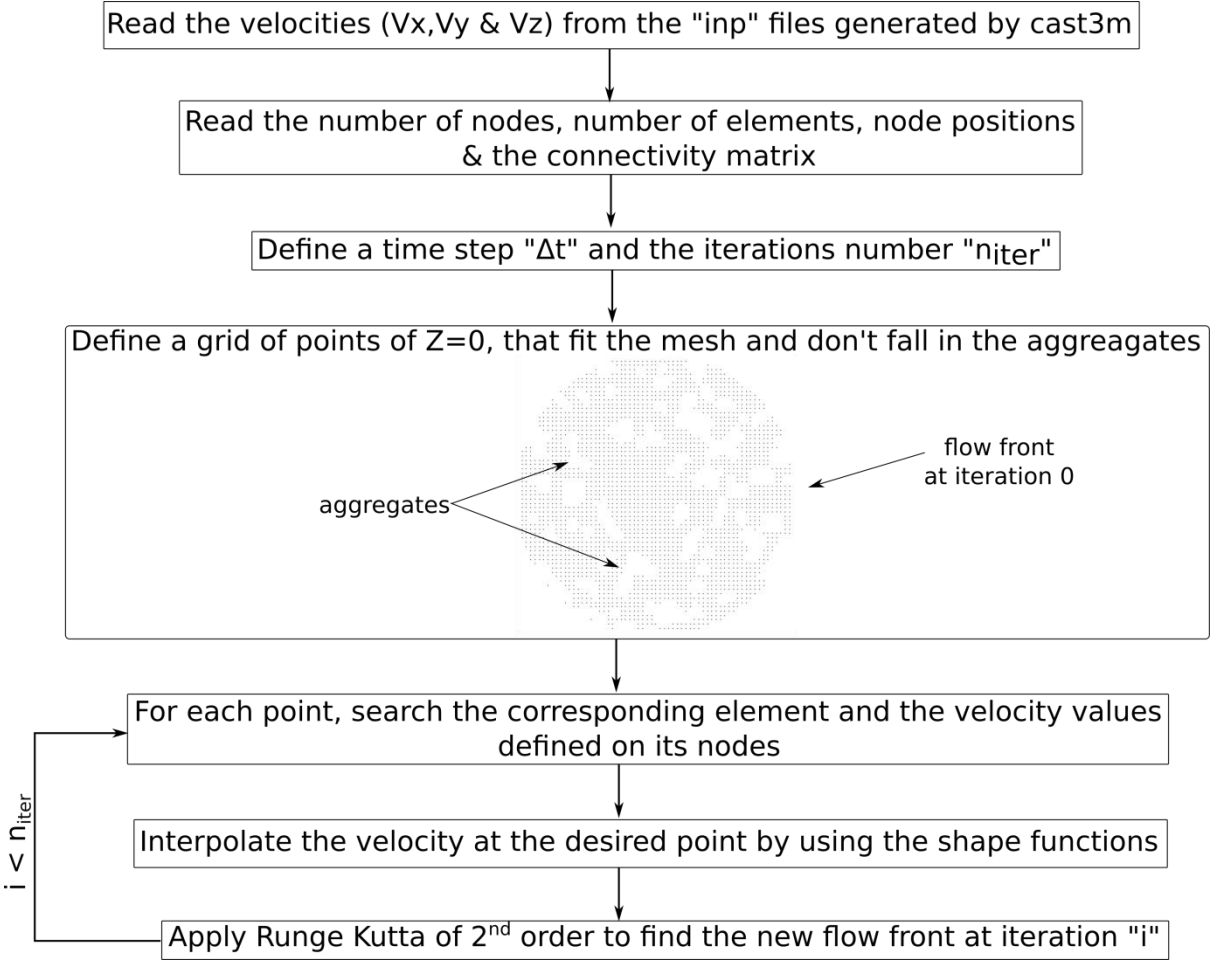 Read the velocities (Vx,Vy & Vz) from the "inp" files generated by cast3m
Read the number of nodes, number of elements, node positions
& the connectivity matrix
Define a time step "Δt" and the iterations number "n_iter"
Define a grid of points of Z=0, that fit the mesh and don't fall in the aggreagates
flow front
at iteration 0
aggregates
For each point, search the corresponding element and the velocity values
defined on its nodes
i < n_iter
Interpolate the velocity at the desired point by using the shape functions
Apply Runge Kutta of 2nd order to find the new flow front at iteration "i"